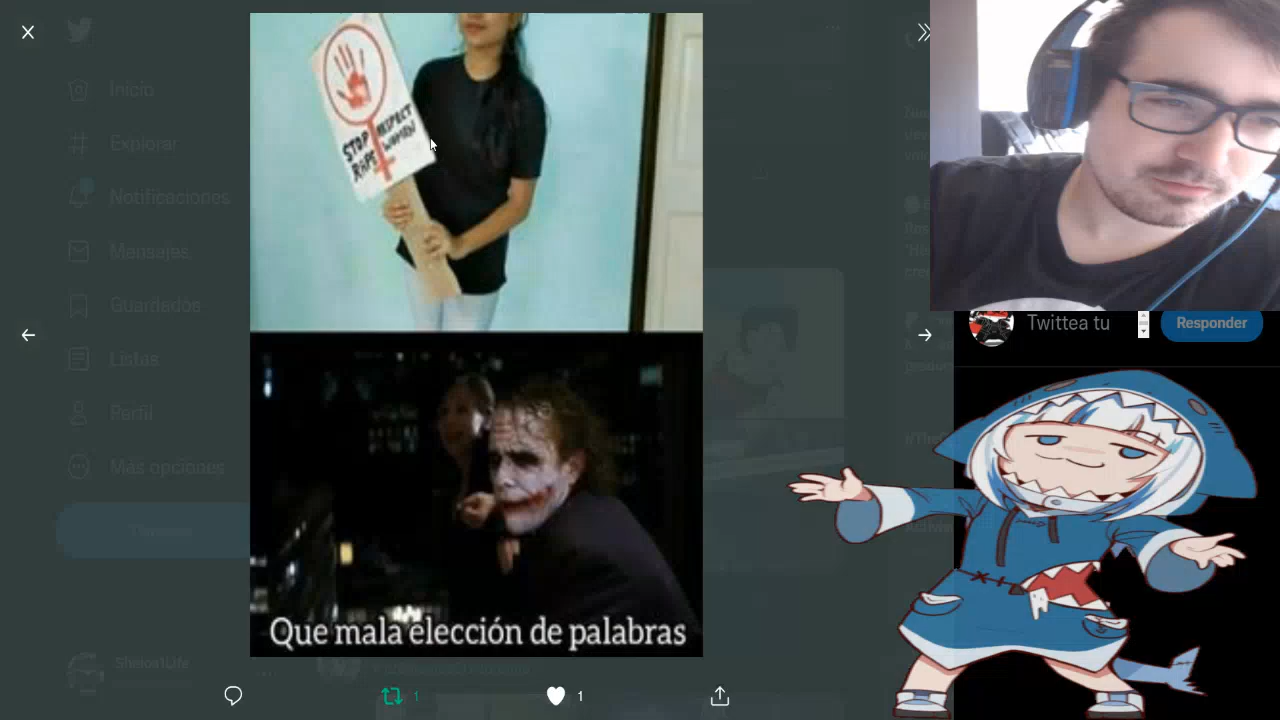 Inicio
Explorar
Notificaciones
Mensajes
Guardados
Listas
Perfil
Más opciones
Shelos1Life
STOP RESPECT
RAPE WOMEN
Que mala elección de palabras
1
1
Twittea tu
Responder